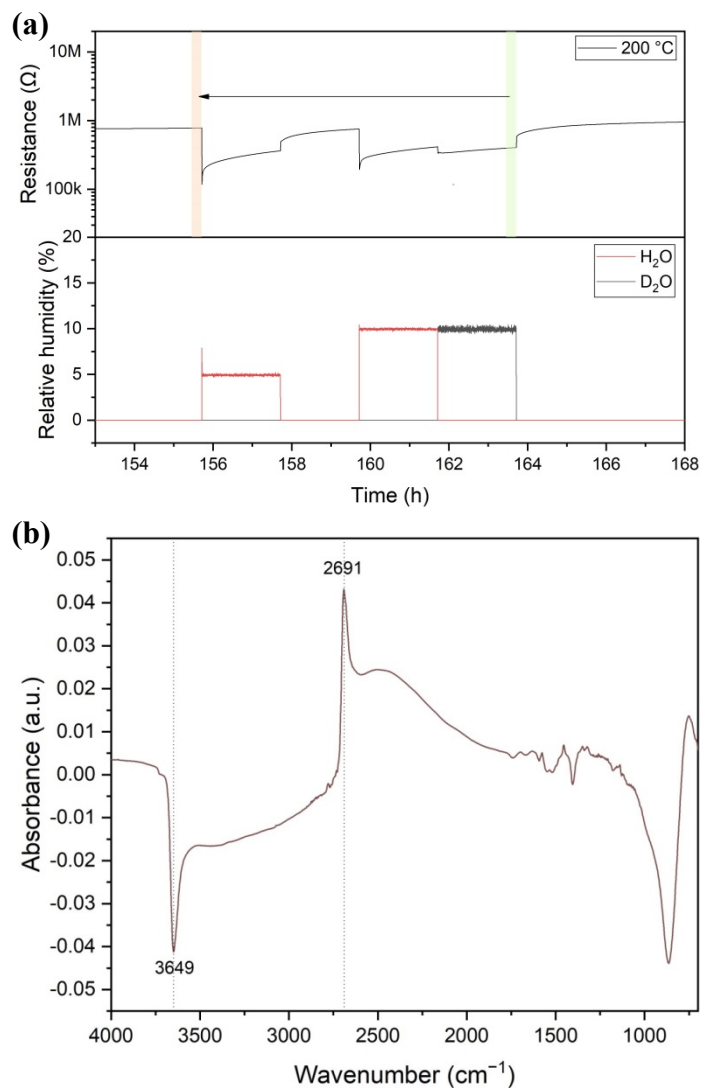 (a)
200 °C
Resistance (Ω)
10M
1M
100k
H₂O
D₂O
Relative humidity (%)
20
15
10
5
0
154 156 158 160 162 164 166 168
Time (h)
(b)
2691
3649
Absorbance (a.u.)
0.05
0.04
0.03
0.02
0.01
0.00
-0.01
-0.02
-0.03
-0.04
-0.05
4000 3500 3000 2500 2000 1500 1000
Wavenumber (cm⁻¹)